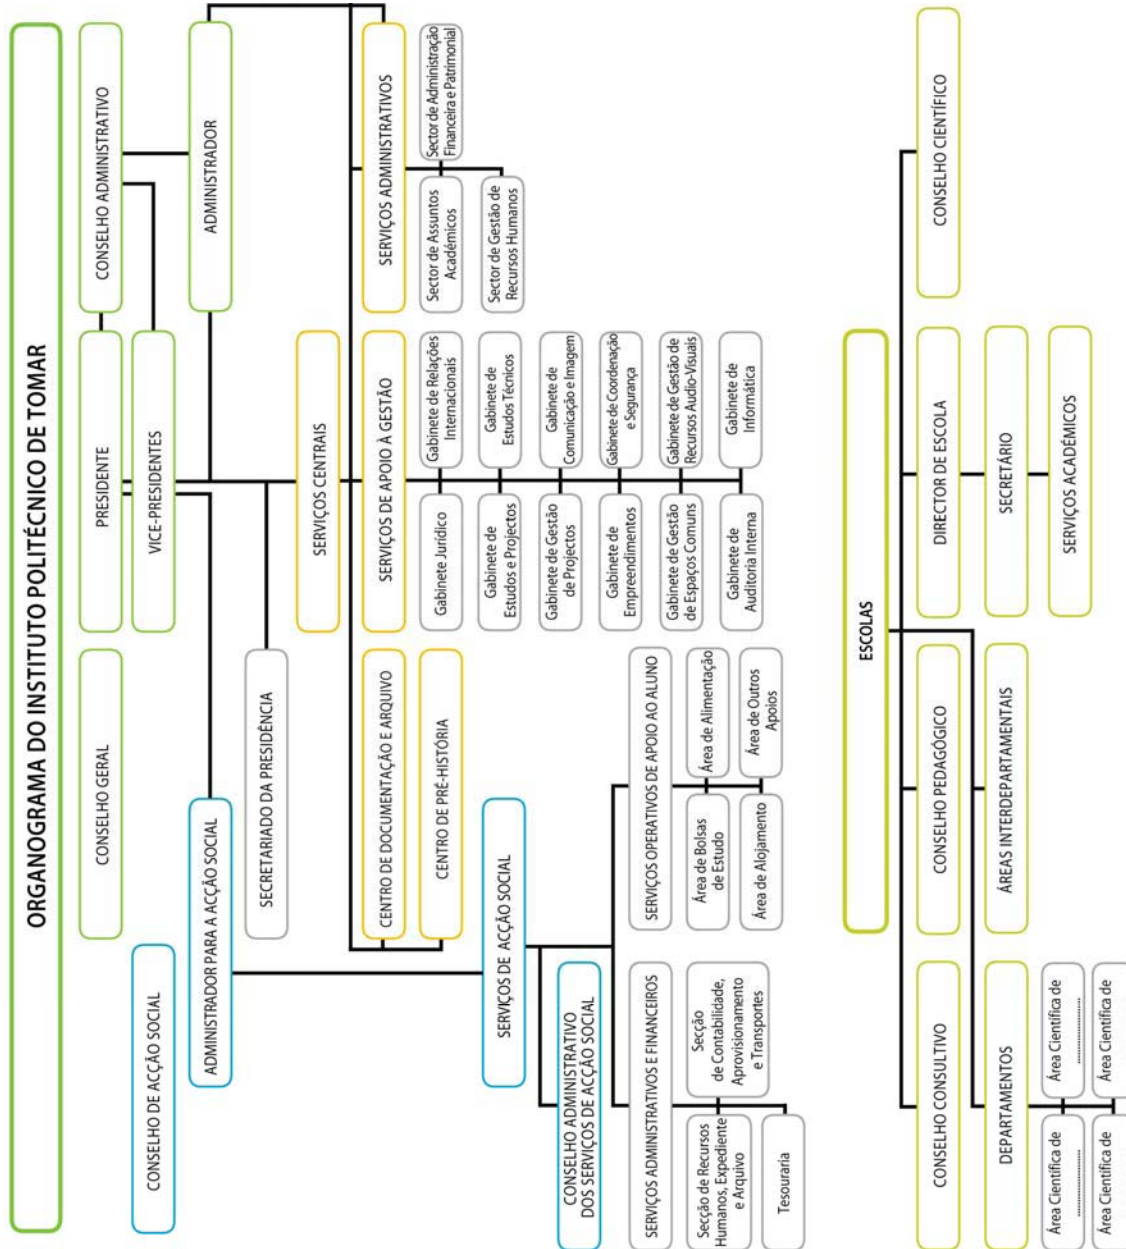 ORGANOGRAMA DO INSTITUTO POLITÉCNICO DE TOMAR
CONSELHO GERAL
PRESIDENTE
CONSELHO ADMINISTRATIVO
CONSELHO DE ACÇÃO SOCIAL
VICE-PRESIDENTES
ADMINISTRADOR PARA A ACÇÃO SOCIAL
ADMINISTRADOR
SECRETARIADO DA PRESIDÊNCIA
SERVIÇOS CENTRAIS
CENTRO DE DOCUMENTAÇÃO E ARQUIVO
SERVIÇOS DE APOIO À GESTÃO
SERVIÇOS ADMINISTRATIVOS
CENTRO DE PRÉ-HISTÓRIA
Gabinete Jurídico
Gabinete de Relações
Internacionais
Sector de Assuntos
Académicos
Sector de Administração
Financeira e Patrimonial
Gabinete de
Estudos e Projectos
Gabinete de
Estudos Técnicos
Sector de Gestão de
Recursos Humanos
Gabinete de Gestão
de Projectos
Gabinete de
Comunicação e Imagem
Gabinete de
Empreendimentos
Gabinete de Coordenação
e Segurança
Gabinete de Gestão
de Espaços Comuns
Gabinete de Gestão de
Recursos Audio-Visuais
Gabinete de
Auditoria Interna
Gabinete de
Informática
SERVIÇOS DE ACÇÃO SOCIAL
CONSELHO ADMINISTRATIVO
DOS SERVIÇOS DE ACÇÃO SOCIAL
SERVIÇOS ADMINISTRATIVOS E FINANCEIROS
SERVIÇOS OPERATIVOS DE APOIO AO ALUNO
Secção de Recursos
Humanos, Expediente
e Arquivo
Secção
de Contabilidade,
Aprovisionamento
e Transportes
Tesouraria
Área de Bolsas
de Estudo
Área de Alimentação
Área de Alojamento
Área de Outros
Apoios
ESCOLAS
CONSELHO CONSULTIVO
CONSELHO PEDAGÓGICO
DIRECTOR DE ESCOLA
CONSELHO CIENTÍFICO
DEPARTAMENTOS
ÁREAS INTERDEPARTAMENTAIS
SECRETÁRIO
SERVIÇOS ACADÉMICOS
Área Científica de
......................
Área Científica de
......................
Área Científica de
Área Científica de